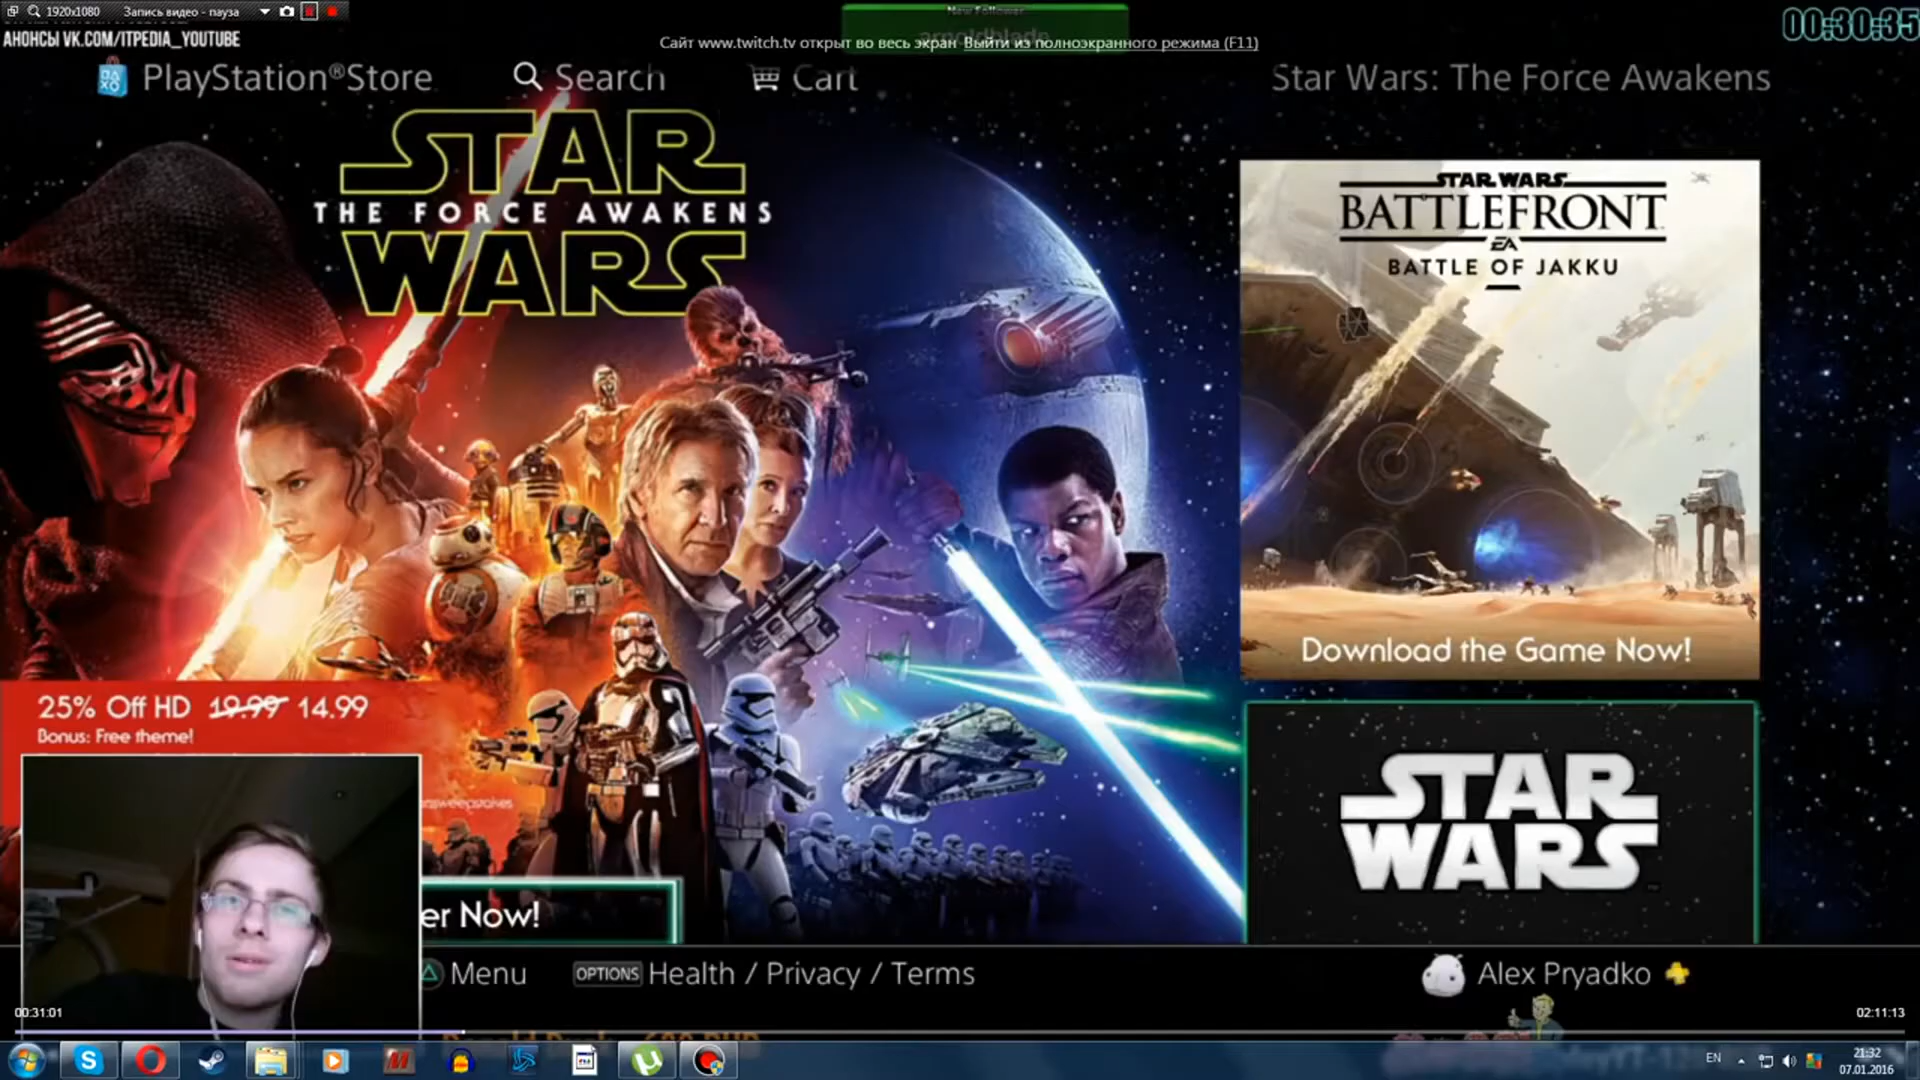 1920x1080
Запись видео - пауза
АНОНСЫ VK.COM/ITPEDIA_YOUTUBE
New Follower
00:30:35
Сайт www.twitch.tv открыт во весь экран Выйти из полноэкранного режима (F11)
PlayStation®Store
Search
Cart
Star Wars: The Force Awakens
STAR
THE FORCE AWAKENS
WARS
STAR WARS
BATTLEFRONT
EA
BATTLE OF JAKKU
Download the Game Now!
25% Off HD 19.99 14.99
Bonus: Free theme!
STAR
WARS
er Now!
Menu
OPTIONS Health / Privacy / Terms
Alex Pryadko
00:31:01
02:11:13
EN
21:32
07.01.2016